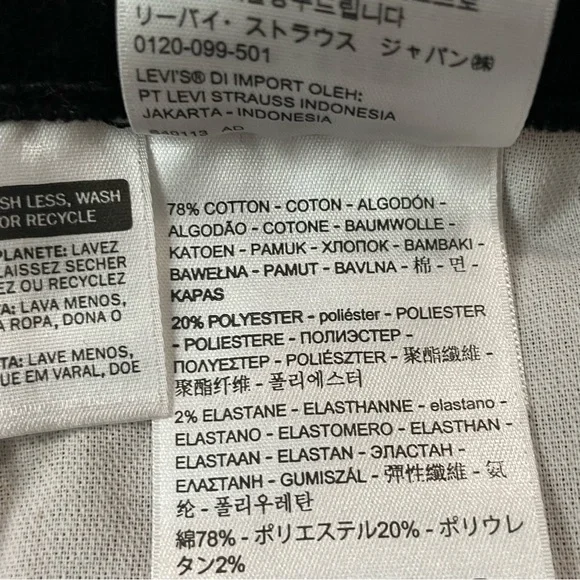 니다
リーバイ・ストラウス ジャパン㈱
0120-099-501
LEVI'S® DI IMPORT OLEH:
PT LEVI STRAUSS INDONESIA
JAKARTA - INDONESIA
SH LESS, WASH
OR RECYCLE
PLANETE: LAVEZ
LAISSEZ SECHER
EZ OU RECYCLEZ
A: LAVA MENOS,
A ROPA, DONA O
TA: LAVE MENOS,
UE EM VARAL, DOE
78% COTTON - COTON - ALGODÓN -
ALGODÃO - COTONE - BAUMWOLLE -
KATOEN - PAMUK - ХЛОПОК - BAMBAKI -
BAWEŁNA - PAMUT - BAVLNA - 棉 - 면 -
KAPAS
20% POLYESTER - poliéster - POLIESTER
- POLIESTERE - ПОЛИЭСТЕР -
ΠΟΛΥΕΣΤΕΡ - POLIÉSZTER - 聚酯纖維 -
聚酯纤维 - 폴리에스터
2% ELASTANE - ELASTHANNE - elastano -
ELASTANO - ELASTOMERO - ELASTHAN -
ELASTAAN - ELASTAN - ЭЛАСТАН -
ΕΛΑΣΤΑΝΗ - GUMISZÁL - 彈性纖維 - 氨
纶 - 폴리우레탄
綿78% - ポリエステル20% - ポリウレ
タン2%